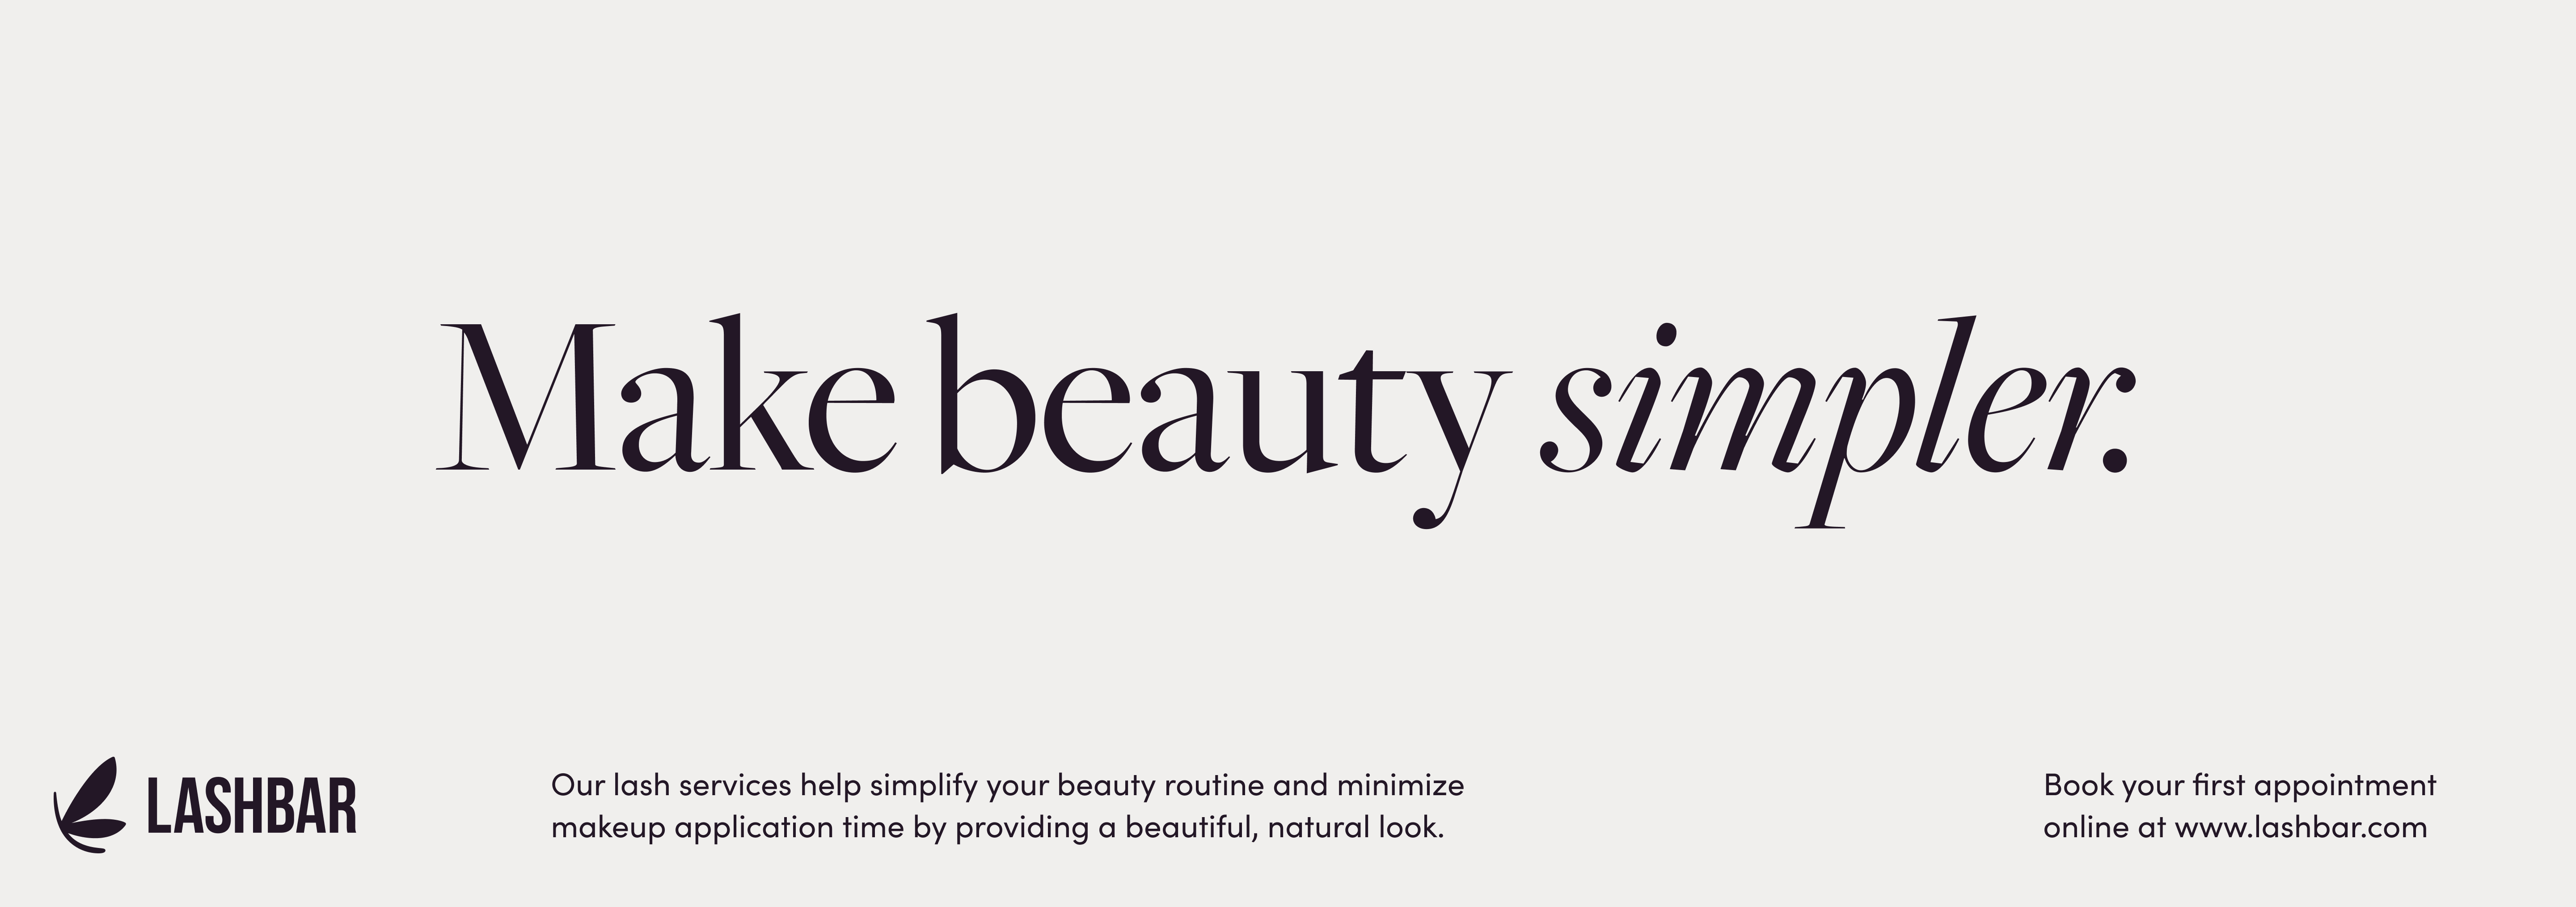 Make beauty simpler.
LASHBAR
Our lash services help simplify your beauty routine and minimize
makeup application time by providing a beautiful, natural look.
Book your first appointment
online at www.lashbar.com